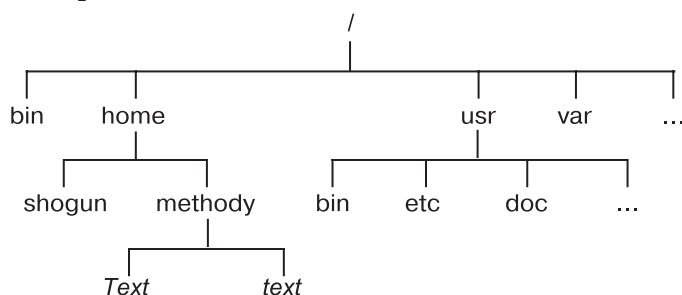 /
bin home usr var ...
shogun methody bin etc doc ...
Text text